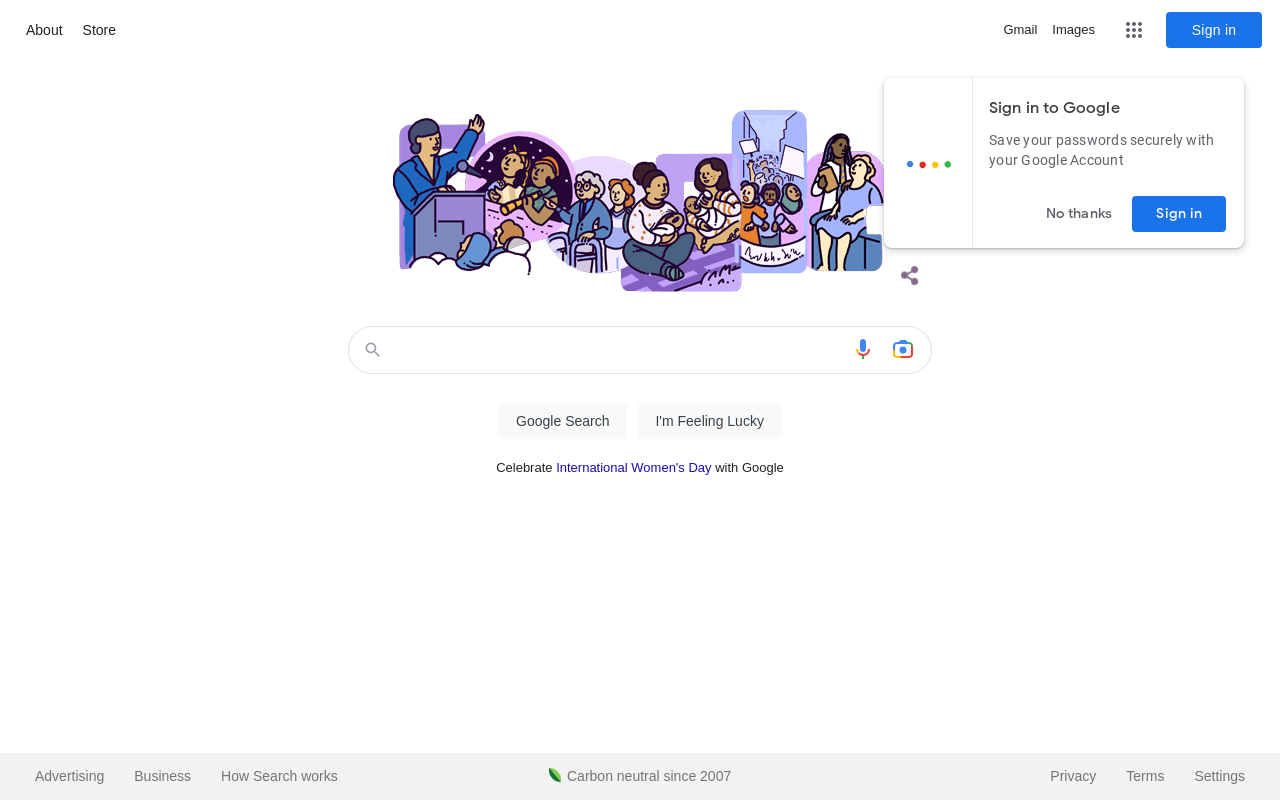 About Store
Gmail Images Sign in
Sign in to Google
Save your passwords securely with
your Google Account
No thanks Sign in
Google Search I'm Feeling Lucky
Celebrate International Women's Day with Google
Advertising Business How Search works
Carbon neutral since 2007
Privacy Terms Settings